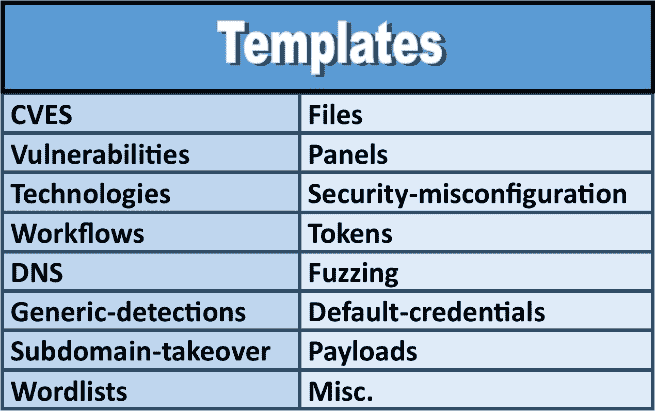 Templates
CVES Files
Vulnerabilities Panels
Technologies Security-misconfiguration
Workflows Tokens
DNS Fuzzing
Generic-detections Default-credentials
Subdomain-takeover Payloads
Wordlists Misc.